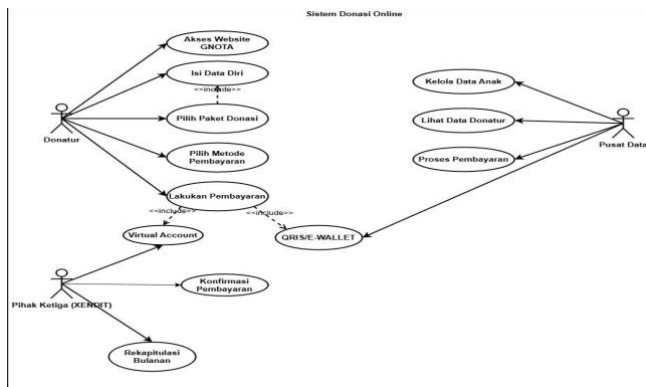 Sistem Donasi Online
Akses Website
GNOTA
Isi Data Diri
<<include>>
Pilih Paket Donasi
Pilih Metode
Pembayaran
Lakukan Pembayaran
<<include>>
<<include>>
Virtual Account
QRIS/E-WALLET
Konfirmasi
Pembayaran
Rekapitulasi
Bulanan
Donatur
Pihak Ketiga (XENDIT)
Kelola Data Anak
Lihat Data Donatur
Proses Pembayaran
Pusat Data